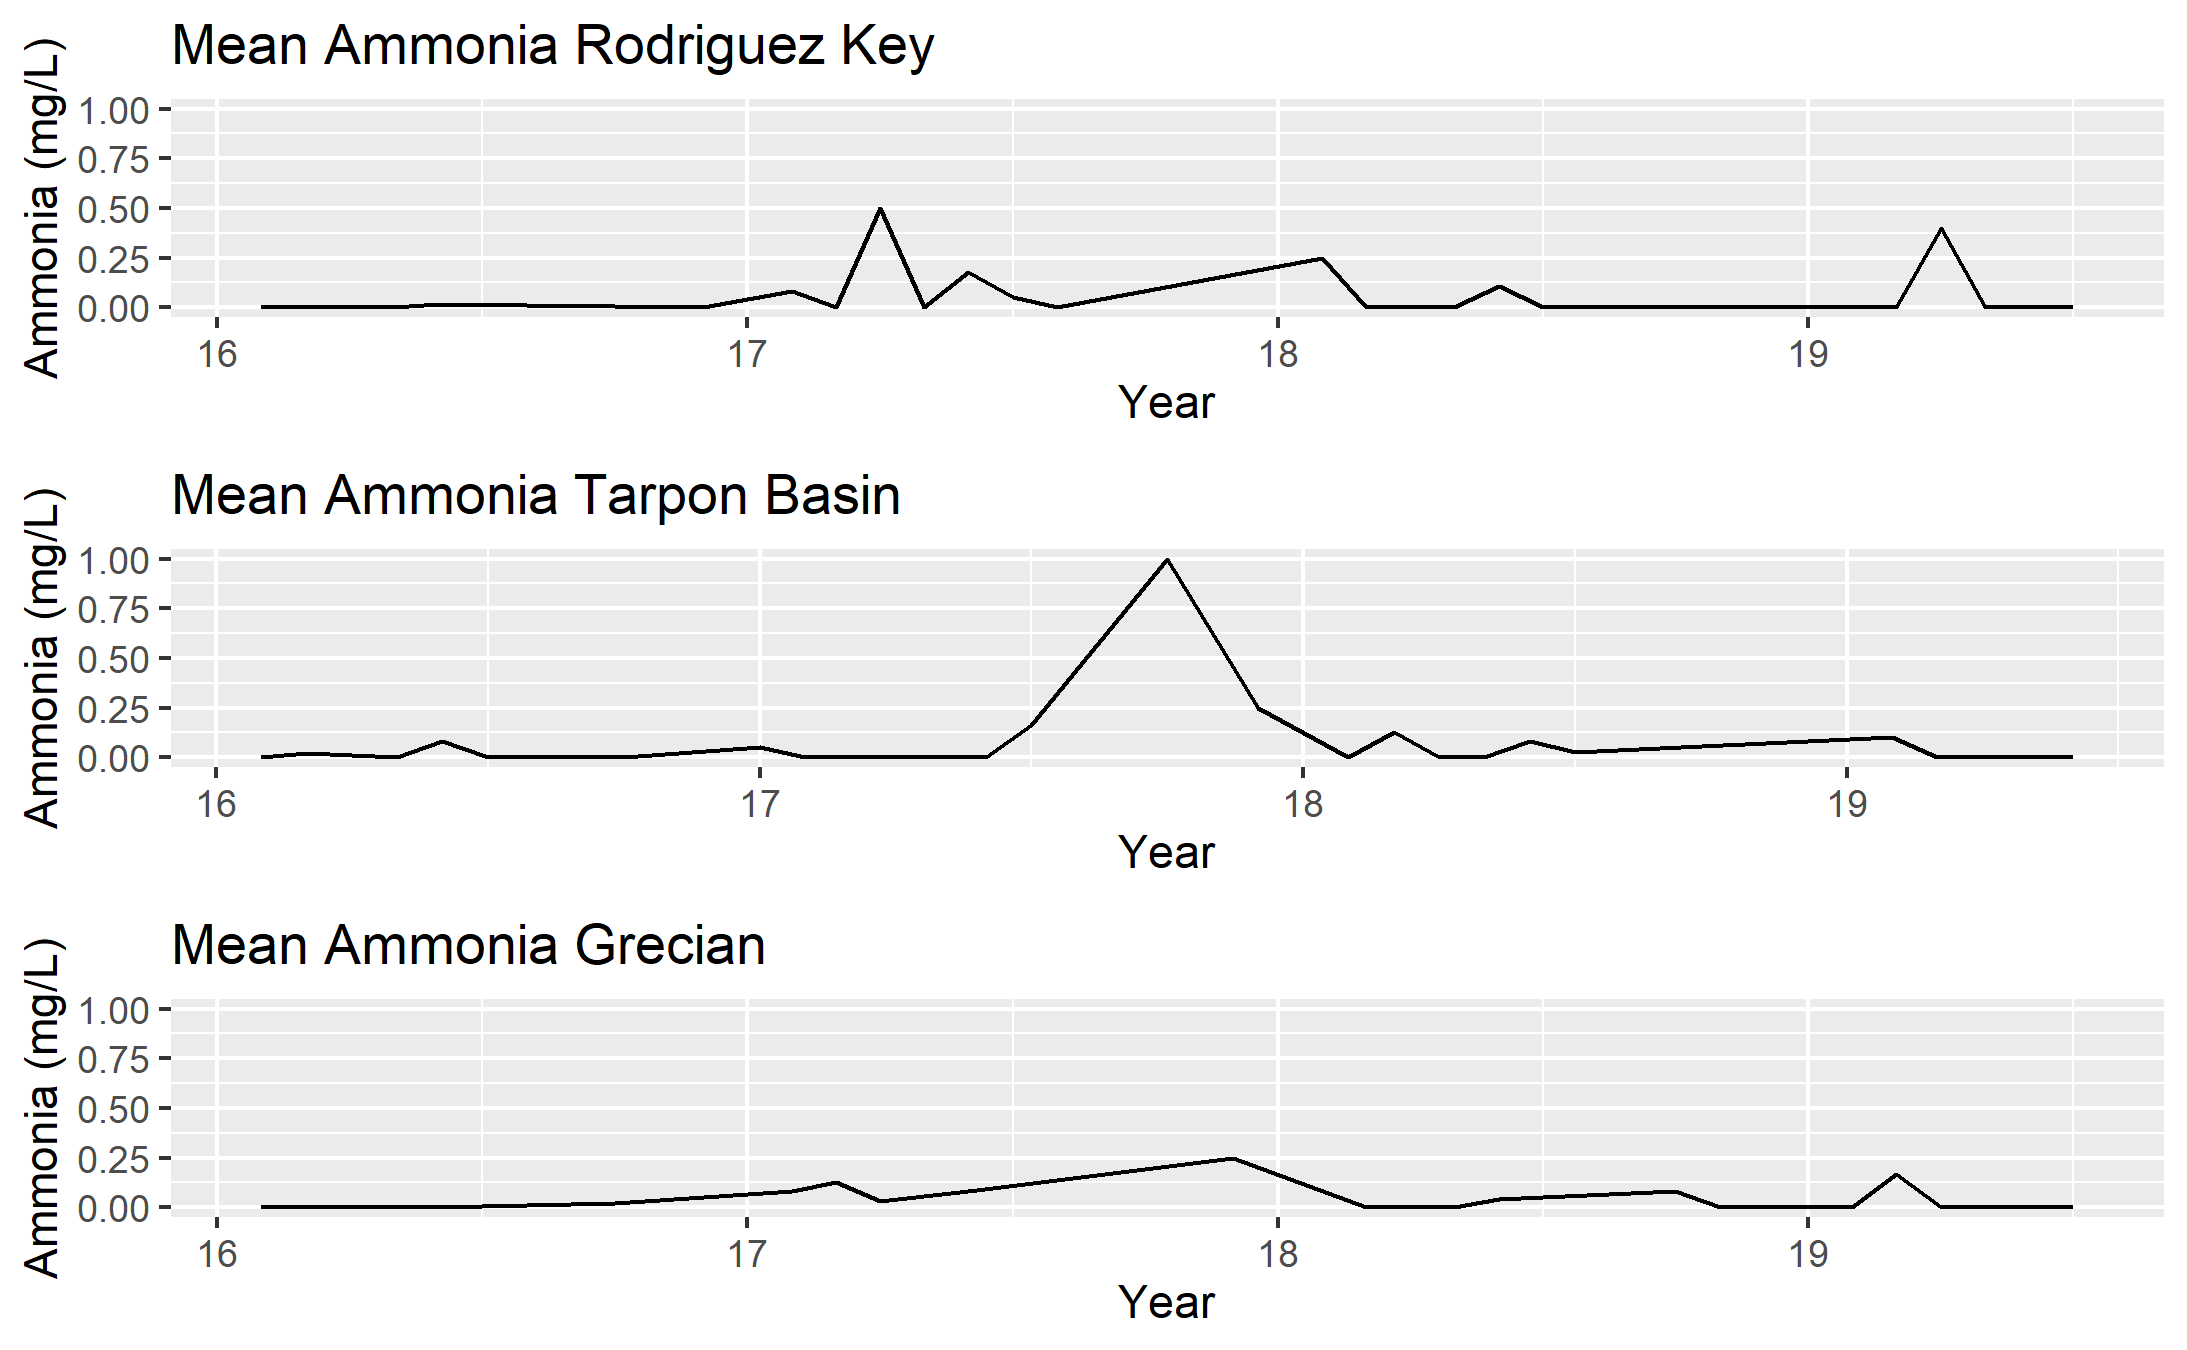 Mean Ammonia Rodriguez Key
Ammonia (mg/L)
1.00
0.75
0.50
0.25
0.00
16 17 18 19
Year
Mean Ammonia Tarpon Basin
Ammonia (mg/L)
1.00
0.75
0.50
0.25
0.00
16 17 18 19
Year
Mean Ammonia Grecian
Ammonia (mg/L)
1.00
0.75
0.50
0.25
0.00
16 17 18 19
Year